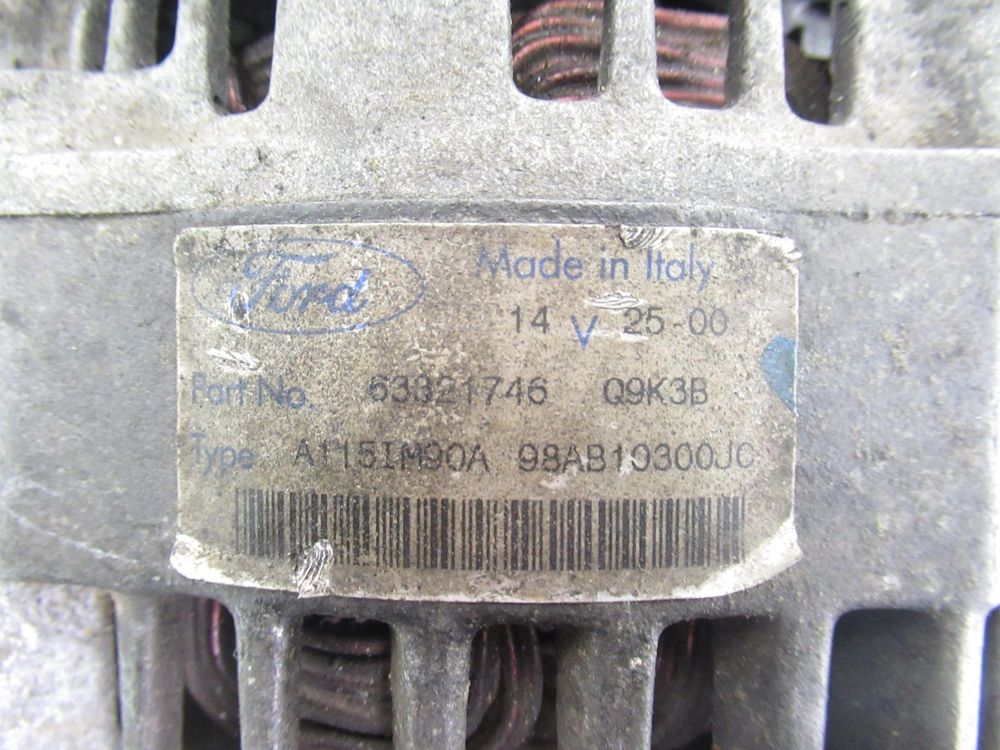 Ford Made in Italy
14 V 25-00
Part No. 63321746 Q9K3B
Type A115IM90A 98AB10300JC